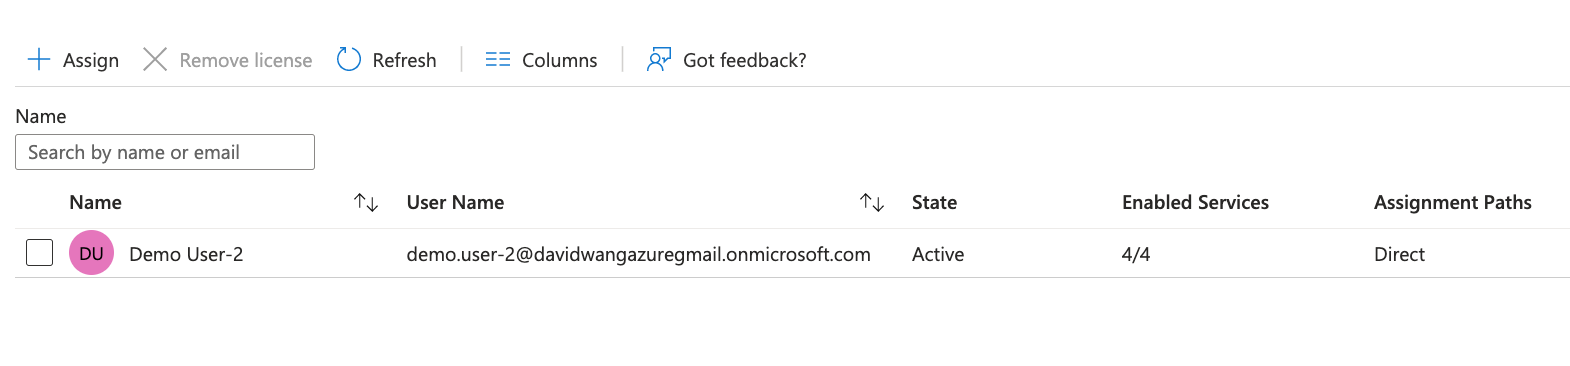 Assign Remove license Refresh Columns Got feedback?
Name
Search by name or email
Name User Name State Enabled Services Assignment Paths
DU Demo User-2 demo.user-2@davidwangazuregmail.onmicrosoft.com Active 4/4 Direct